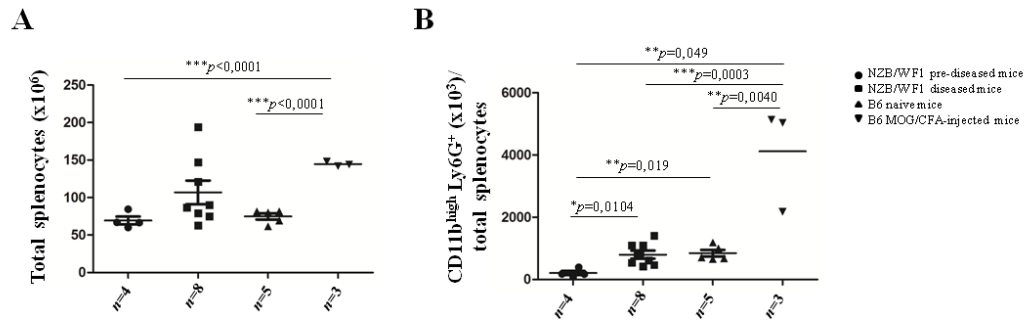 A
Total splenocytes (x10⁶)
***p<0,0001
***p<0,0001
250
200
150
100
50
0
n=4
n=8
n=5
n=3
B
CD11bʰⁱᵍʰ Ly6G⁺ (x10³)/
total splenocytes
**p=0,049
***p=0,0003
**p=0,0040
**p=0,019
*p=0,0104
6000
4000
2000
0
n=4
n=8
n=5
n=3
NZB/WF1 pre-diseased mice
NZB/WF1 diseased mice
B6 naive mice
B6 MOG/CFA-injected mice